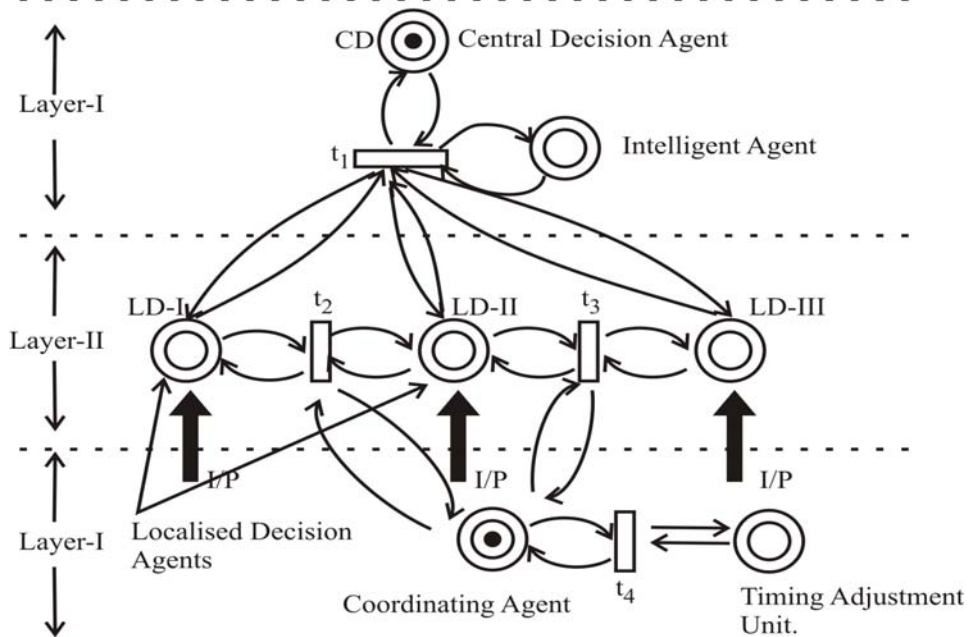 CD
Central Decision Agent
Layer-I
t1
Intelligent Agent
LD-I
t2
LD-II
t3
LD-III
Layer-II
I/P
I/P
I/P
Layer-I
Localised Decision
Agents
Coordinating Agent
t4
Timing Adjustment
Unit.